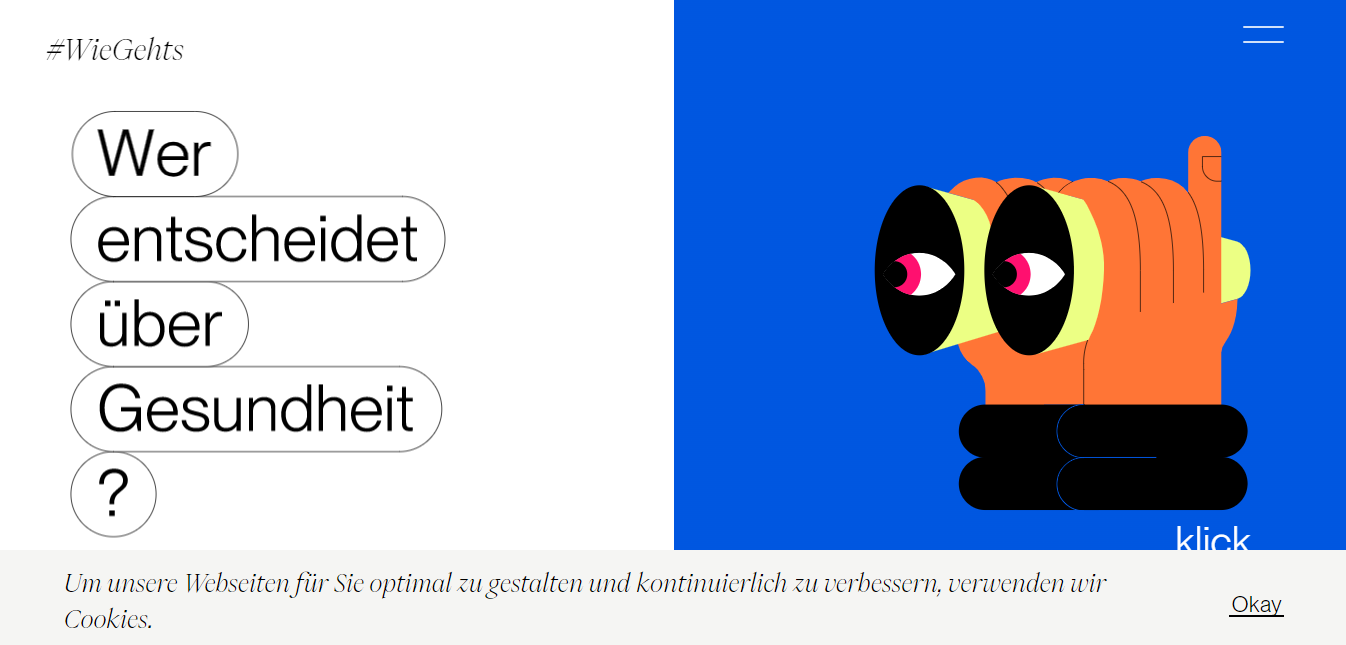 #WieGehts
Wer
entscheidet
über
Gesundheit
?
klick
Um unsere Webseiten für Sie optimal zu gestalten und kontinuierlich zu verbessern, verwenden wir
Cookies.
Okay